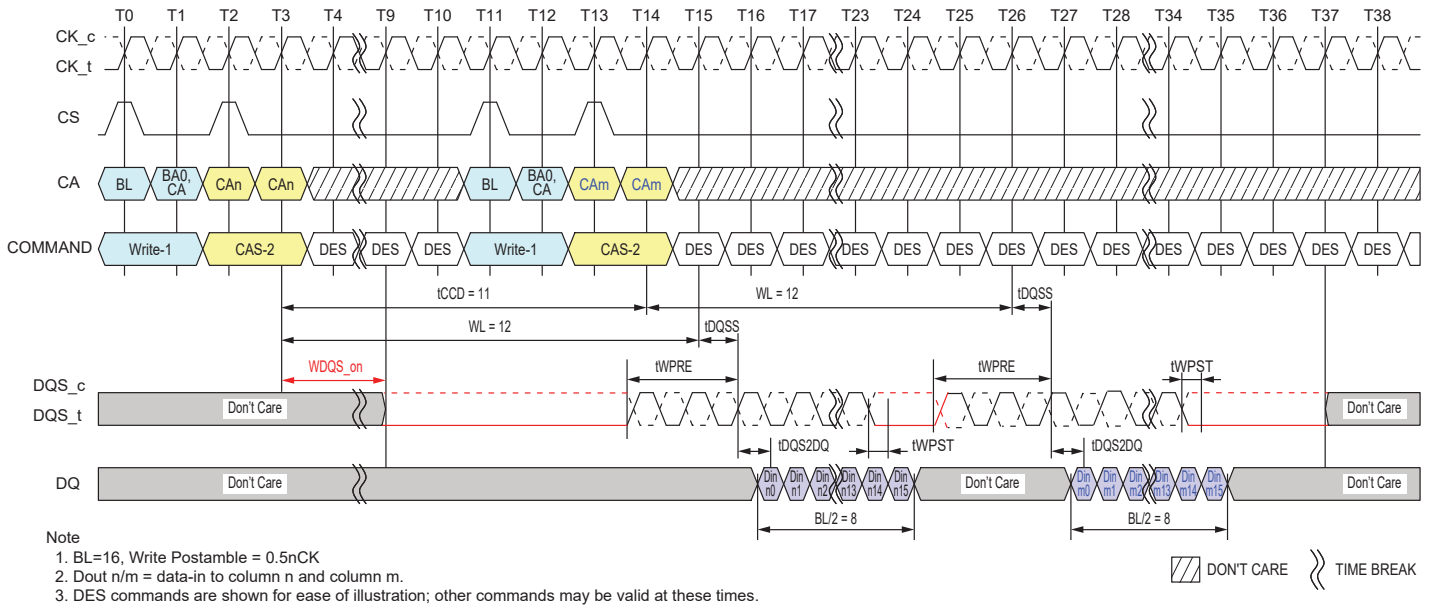 T0 T1 T2 T3 T4 T9 T10 T11 T12 T13 T14 T15 T16 T17 T23 T24 T25 T26 T27 T28 T34 T35 T36 T37 T38
CK_c
CK_t
CS
CA BL BA0, CA CAn CAn BL BA0, CA CAm CAm
COMMAND Write-1 CAS-2 DES DES DES Write-1 CAS-2 DES DES DES DES DES DES DES DES DES DES DES DES DES DES
tCCD = 11 WL = 12 tDQSS
WL = 12 tDQSS
WDQS_on tWPRE tWPRE tWPST
DQS_c
DQS_t Don't Care Don't Care
tDQS2DQ tWPST tDQS2DQ
DQ Don't Care Din n0 Din n1 Din n2 Din n13 Din n14 Din n15 Don't Care Din m0 Din m1 Din m2 Din m13 Din m14 Din m15 Don't Care
BL/2 = 8 BL/2 = 8
Note
1. BL=16, Write Postamble = 0.5nCK
2. Dout n/m = data-in to column n and column m.
3. DES commands are shown for ease of illustration; other commands may be valid at these times.
DON'T CARE TIME BREAK